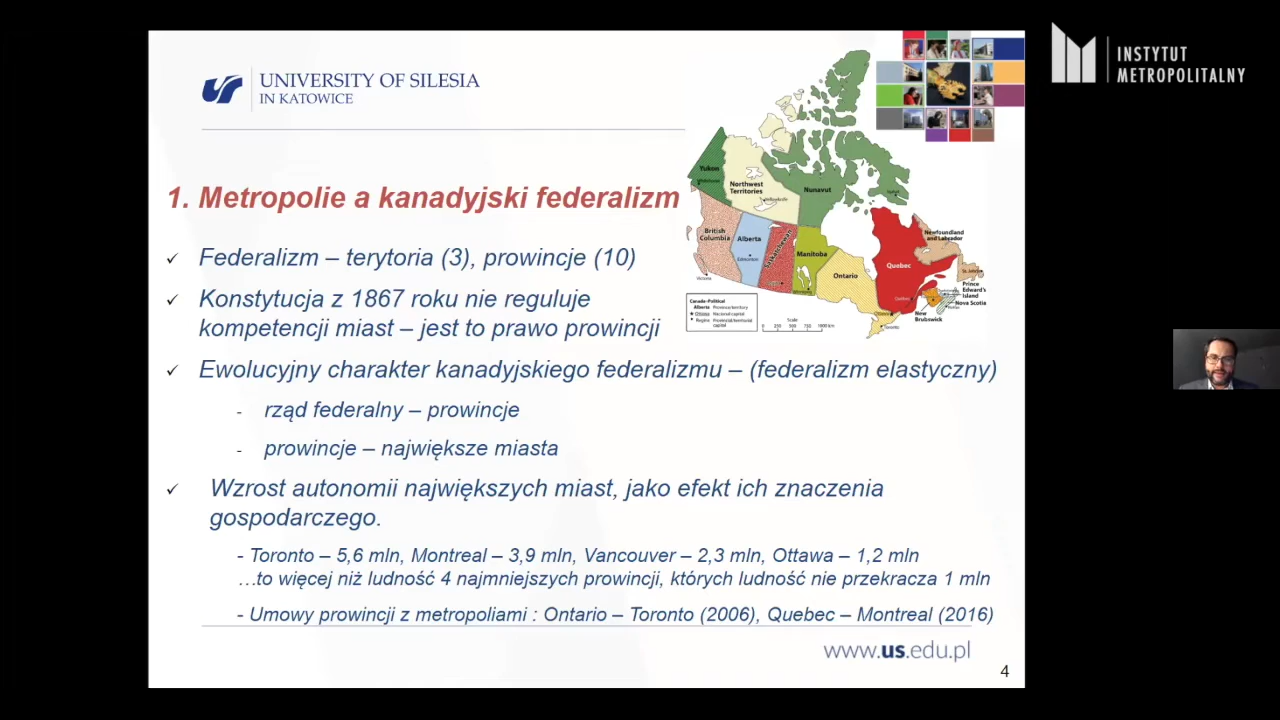 UNIVERSITY OF SILESIA
IN KATOWICE
INSTYTUT
METROPOLITALNY
1. Metropolie a kanadyjski federalizm
Federalizm – terytoria (3), prowincje (10)
Konstytucja z 1867 roku nie reguluje
kompetencji miast – jest to prawo prowincji
Ewolucyjny charakter kanadyjskiego federalizmu – (federalizm elastyczny)
- rząd federalny – prowincje
- prowincje – największe miasta
Wzrost autonomii największych miast, jako efekt ich znaczenia
gospodarczego.
- Toronto – 5,6 mln, Montreal – 3,9 mln, Vancouver – 2,3 mln, Ottawa – 1,2 mln
...to więcej niż ludność 4 najmniejszych prowincji, których ludność nie przekracza 1 mln
- Umowy prowincji z metropoliami : Ontario – Toronto (2006), Quebec – Montreal (2016)
www.us.edu.pl
4
Yukon
Northwest
Territories
Nunavut
British
Columbia
Alberta
Saskatchewan
Manitoba
Ontario
Quebec
Newfoundland
and Labrador
Prince
Edward's
Island
Nova Scotia
New
Brunswick
Edmonton
Victoria
Toronto
Ottawa
Scale